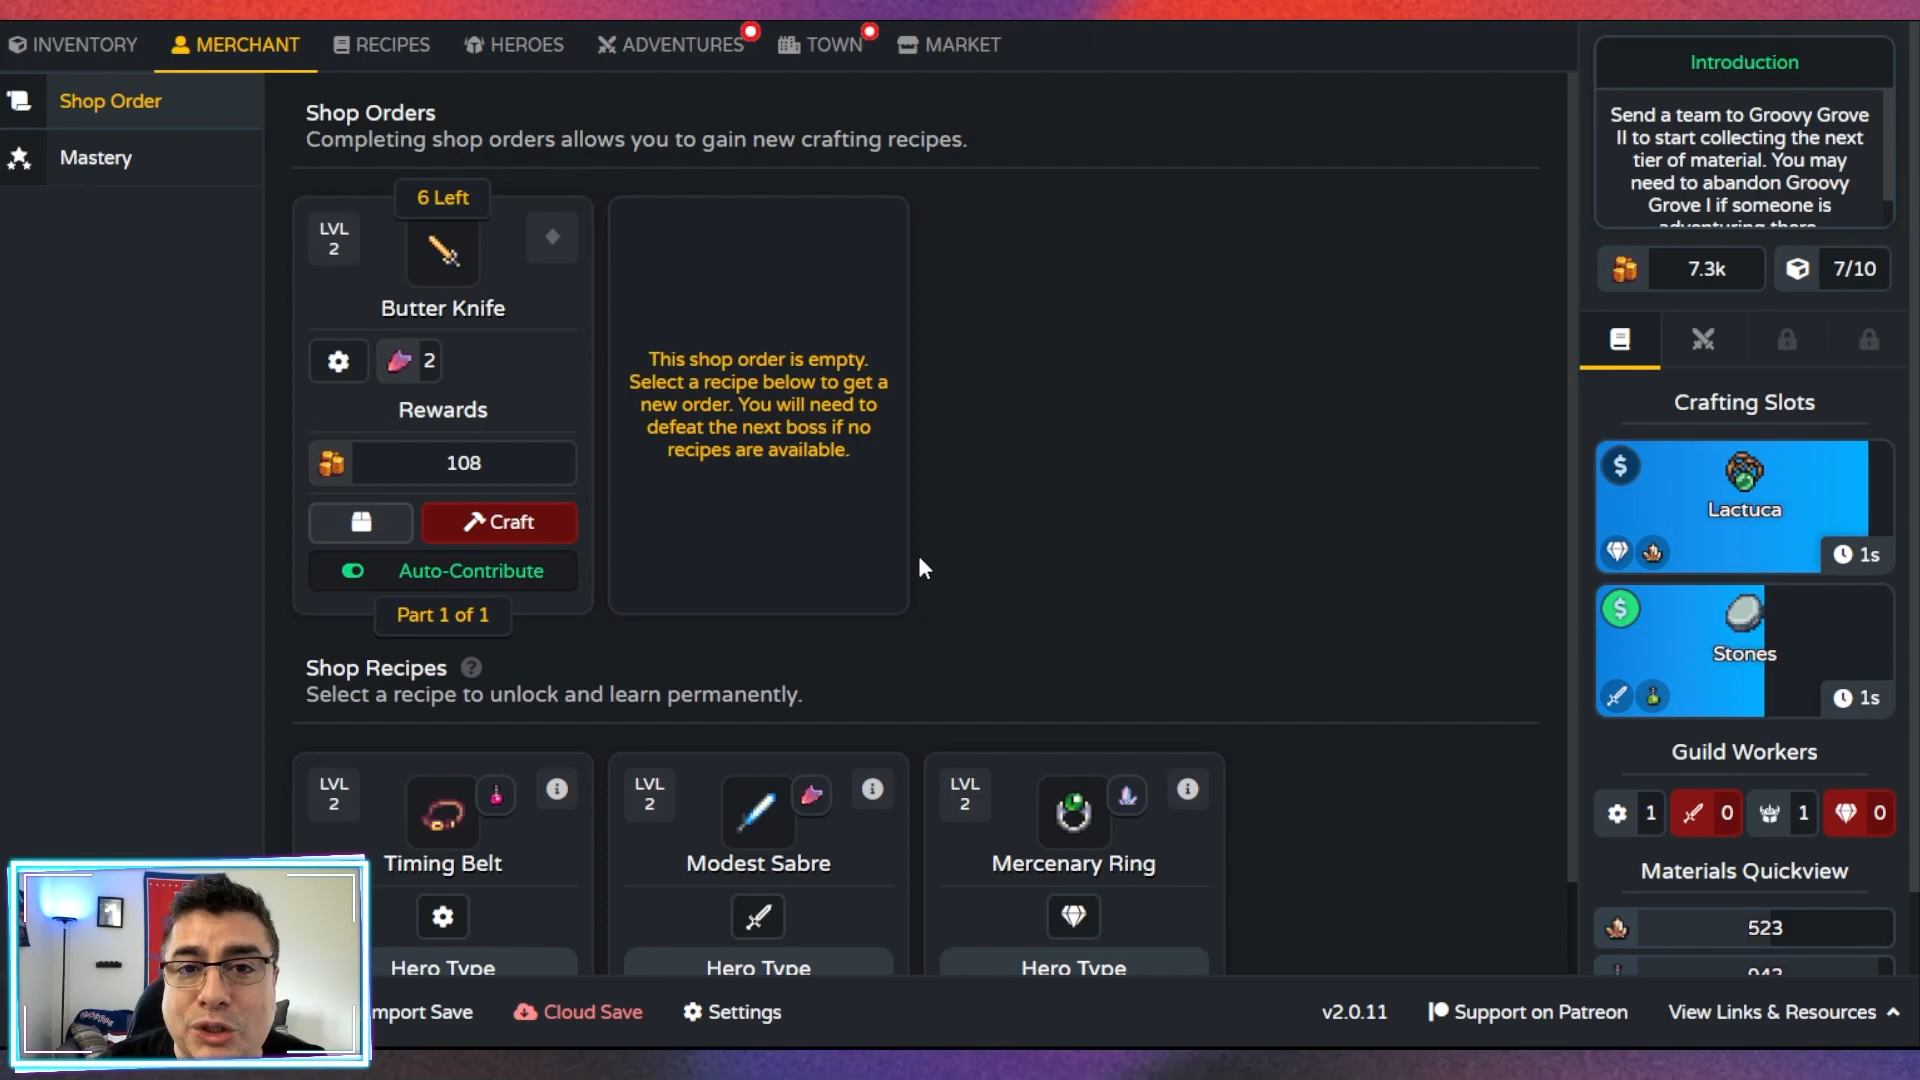 INVENTORY
MERCHANT
RECIPES
HEROES
ADVENTURES
TOWN
MARKET
Shop Order
Mastery
Shop Orders
Completing shop orders allows you to gain new crafting recipes.
6 Left
LVL
2
Butter Knife
2
Rewards
108
Craft
Auto-Contribute
Part 1 of 1
This shop order is empty.
Select a recipe below to get a
new order. You will need to
defeat the next boss if no
recipes are available.
Shop Recipes ?
Select a recipe to unlock and learn permanently.
LVL
2
Timing Belt
Hero Type
LVL
2
Modest Sabre
Hero Type
LVL
2
Mercenary Ring
Hero Type
Introduction
Send a team to Groovy Grove
II to start collecting the next
tier of material. You may
need to abandon Groovy
Grove I if someone is
adventuring there.
7.3k
7/10
Crafting Slots
$
Lactuca
1s
$
Stones
1s
Guild Workers
1
0
1
0
Materials Quickview
523
mport Save
Cloud Save
Settings
v2.0.11
Support on Patreon
View Links & Resources